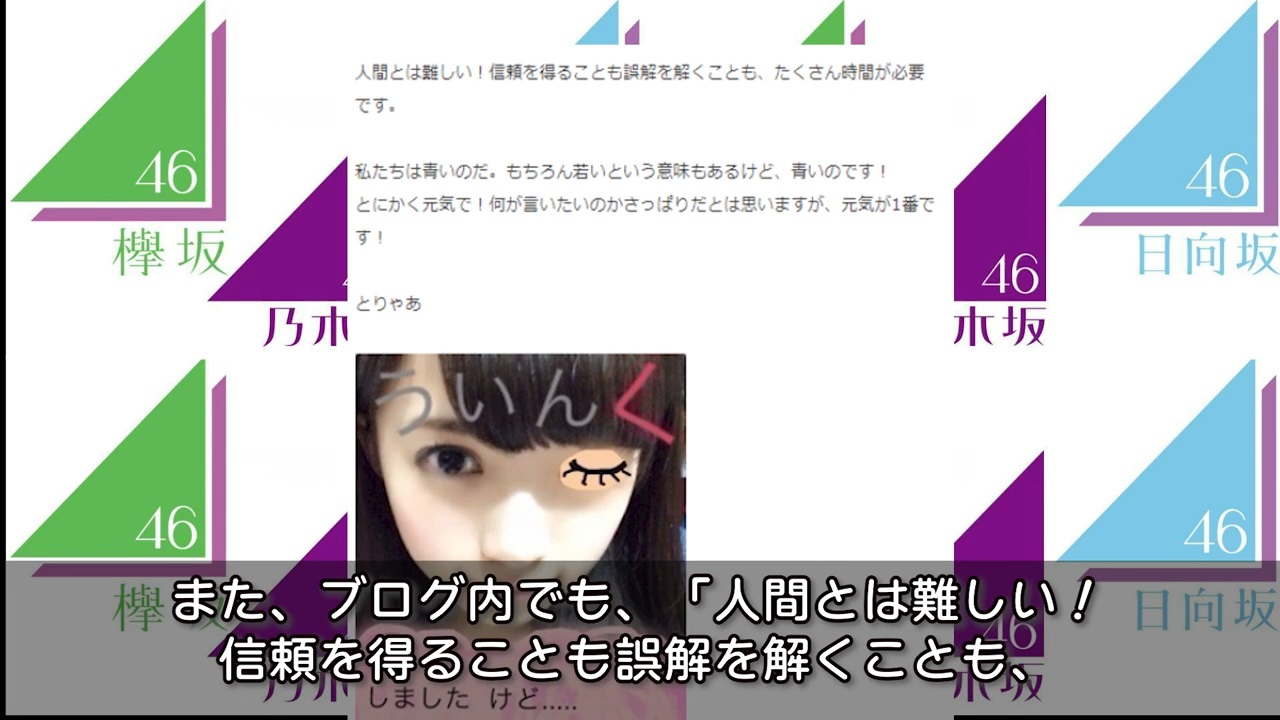 人間とは難しい!信頼を得ることも誤解を解くことも、たくさん時間が必要
です。
私たちは青いのだ。もちろん若いという意味もあるけど、青いのです!
とにかく元気で!何が言いたいのかさっぱりだとは思いますが、元気が1番で
す!
とりゃあ
ういんく
しました けど.....
また、ブログ内でも、「人間とは難しい!
信頼を得ることも誤解を解くことも、
46
欅坂
乃木
46
木坂
46
日向坂
46
欅坂
乃木
46
木坂
46
日向坂